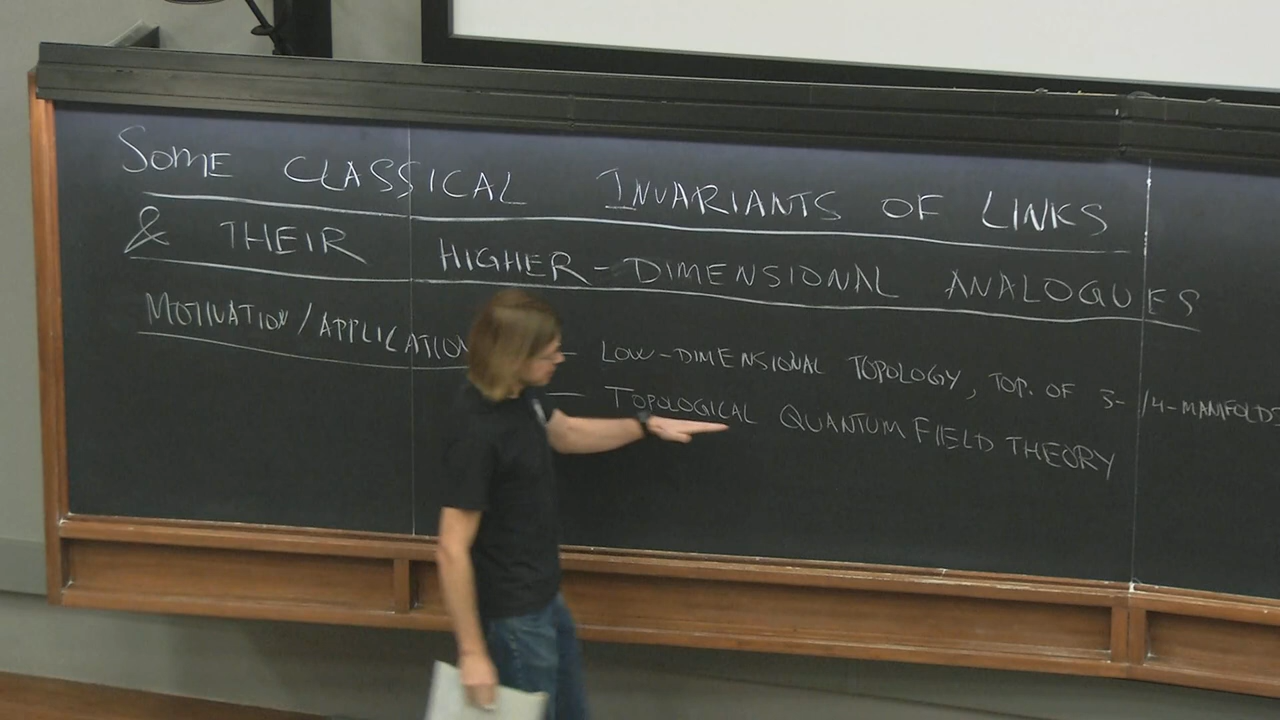 SOME CLASSICAL INVARIANTS OF LINKS
& THEIR HIGHER-DIMENSIONAL ANALOGUES
MOTIVATION/APPLICATION – LOW-DIMENSIONAL TOPOLOGY, TOP. OF 3-/4-MANIFOLDS
– TOPOLOGICAL QUANTUM FIELD THEORY